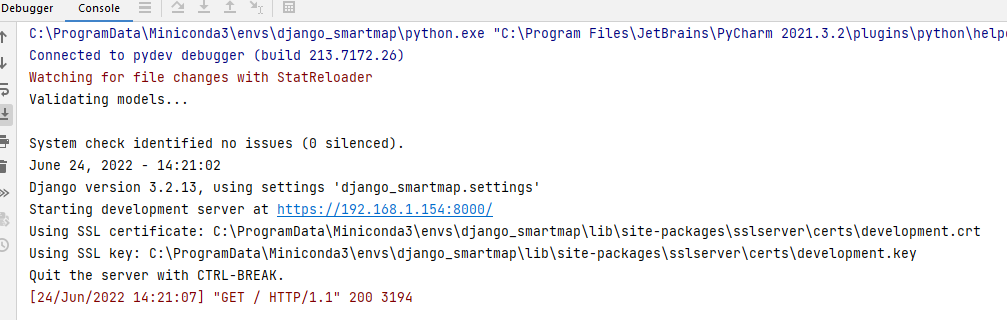 Debugger Console
C:\ProgramData\Miniconda3\envs\django_smartmap\python.exe "C:\Program Files\JetBrains\PyCharm 2021.3.2\plugins\python\helpe
Connected to pydev debugger (build 213.7172.26)
Watching for file changes with StatReloader
Validating models...
System check identified no issues (0 silenced).
June 24, 2022 - 14:21:02
Django version 3.2.13, using settings 'django_smartmap.settings'
Starting development server at https://192.168.1.154:8000/
Using SSL certificate: C:\ProgramData\Miniconda3\envs\django_smartmap\lib\site-packages\sslserver\certs\development.crt
Using SSL key: C:\ProgramData\Miniconda3\envs\django_smartmap\lib\site-packages\sslserver\certs\development.key
Quit the server with CTRL-BREAK.
[24/Jun/2022 14:21:07] "GET / HTTP/1.1" 200 3194